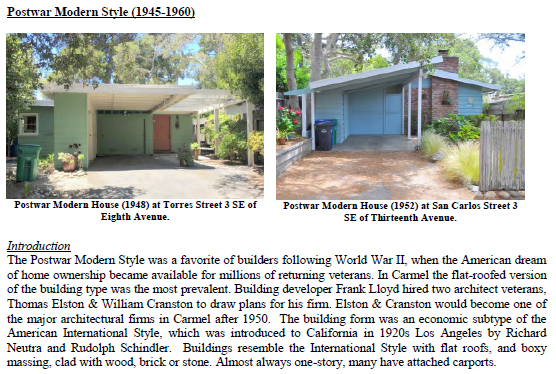 Postwar Modern Style (1945-1960)
Postwar Modern House (1948) at Torres Street 3 SE of
Eighth Avenue.
Postwar Modern House (1952) at San Carlos Street 3
SE of Thirteenth Avenue.
Introduction
The Postwar Modern Style was a favorite of builders following World War II, when the American dream
of home ownership became available for millions of returning veterans. In Carmel the flat-roofed version
of the building type was the most prevalent. Building developer Frank Lloyd hired two architect veterans,
Thomas Elston & William Cranston to draw plans for his firm. Elston & Cranston would become one of
the major architectural firms in Carmel after 1950. The building form was an economic subtype of the
American International Style, which was introduced to California in 1920s Los Angeles by Richard
Neutra and Rudolph Schindler. Buildings resemble the International Style with flat roofs, and boxy
massing, clad with wood, brick or stone. Almost always one-story, many have attached carports.